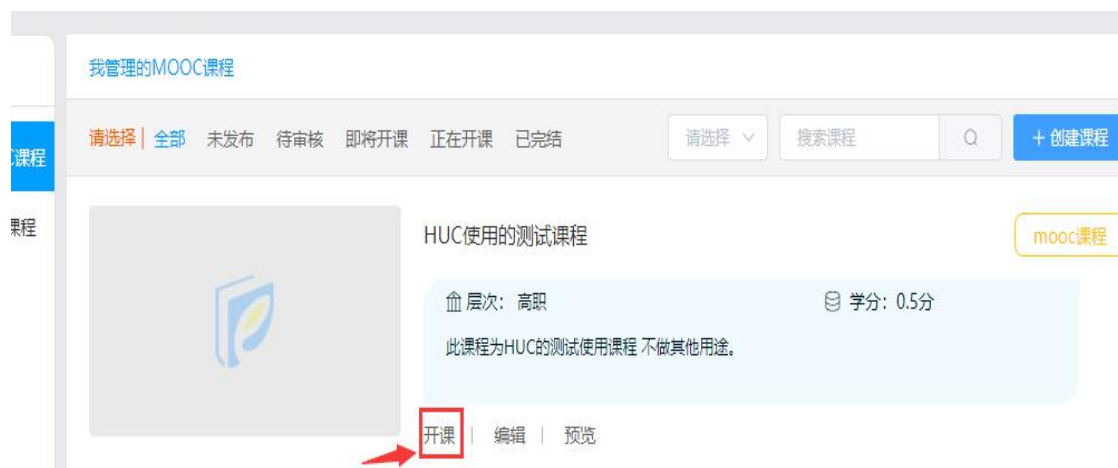 我管理的MOOC课程
请选择 全部 未发布 待审核 即将开课 正在开课 已完结 请选择 搜索课程 + 创建课程
课程
果程
HUC使用的测试课程 mooc课程
层次： 高职 学分：0.5分
此课程为HUC的测试使用课程 不做其他用途。
开课 | 编辑 | 预览